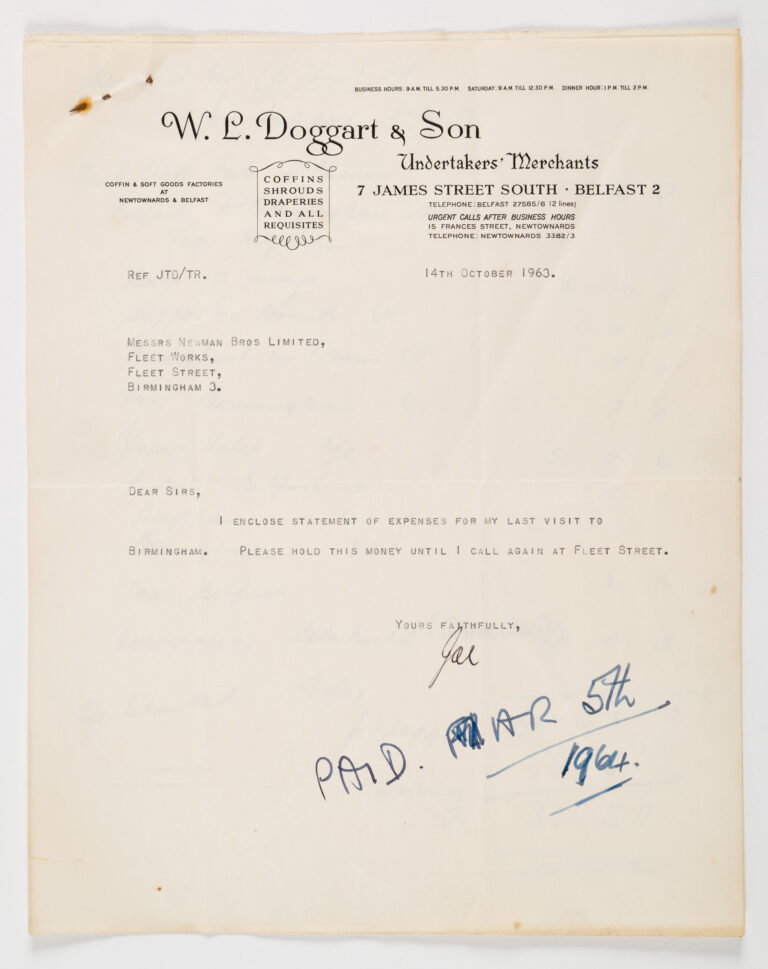 BUSINESS HOURS: 9 A.M. TILL 5.30 P.M. SATURDAY: 9 A.M. TILL 12.30 P.M. DINNER HOUR: 1 P.M. TILL 2 P.M.
W. L. Doggart & Son
Undertakers' Merchants
COFFIN & SOFT GOODS FACTORIES
AT
NEWTOWNARDS & BELFAST
COFFINS
SHROUDS
DRAPERIES
AND ALL
REQUISITES
7 JAMES STREET SOUTH · BELFAST 2
TELEPHONE: BELFAST 27585/6 (2 lines)
URGENT CALLS AFTER BUSINESS HOURS
15 FRANCES STREET, NEWTOWNARDS
TELEPHONE: NEWTOWNARDS 3382/3
REF JTD/TR.
14TH OCTOBER 1963.
MESSRS NEWMAN BROS LIMITED,
FLEET WORKS,
FLEET STREET,
BIRMINGHAM 3.
DEAR SIRS,
I ENCLOSE STATEMENT OF EXPENSES FOR MY LAST VISIT TO
BIRMINGHAM. PLEASE HOLD THIS MONEY UNTIL I CALL AGAIN AT FLEET STREET.
YOURS FAITHFULLY,
Joe
PAID. MAR 5th
1964.